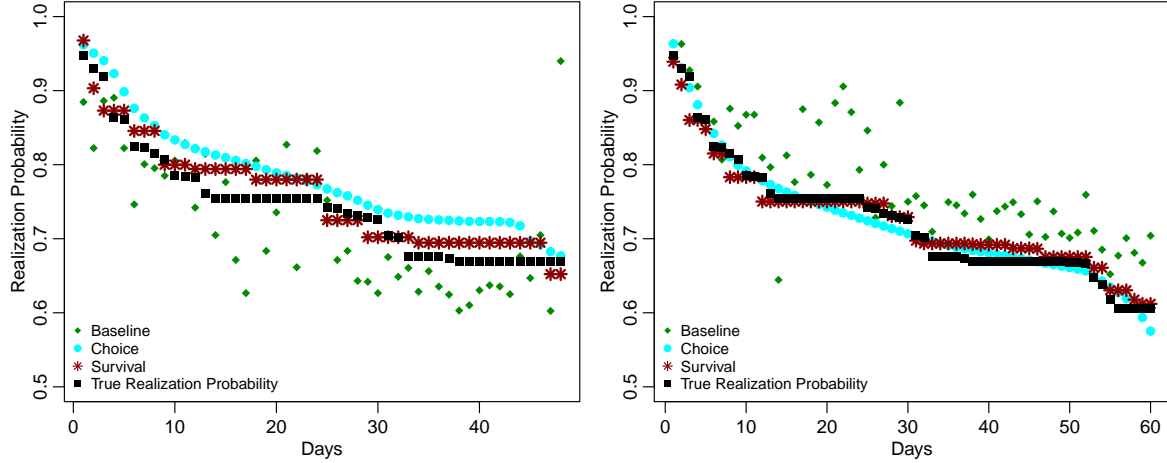 Realization Probability
1.0
0.9
0.8
0.7
0.6
0.5
Baseline
Choice
Survival
True Realization Probability
0 10 20 30 40
Days
Realization Probability
1.0
0.9
0.8
0.7
0.6
0.5
Baseline
Choice
Survival
True Realization Probability
0 10 20 30 40 50 60
Days